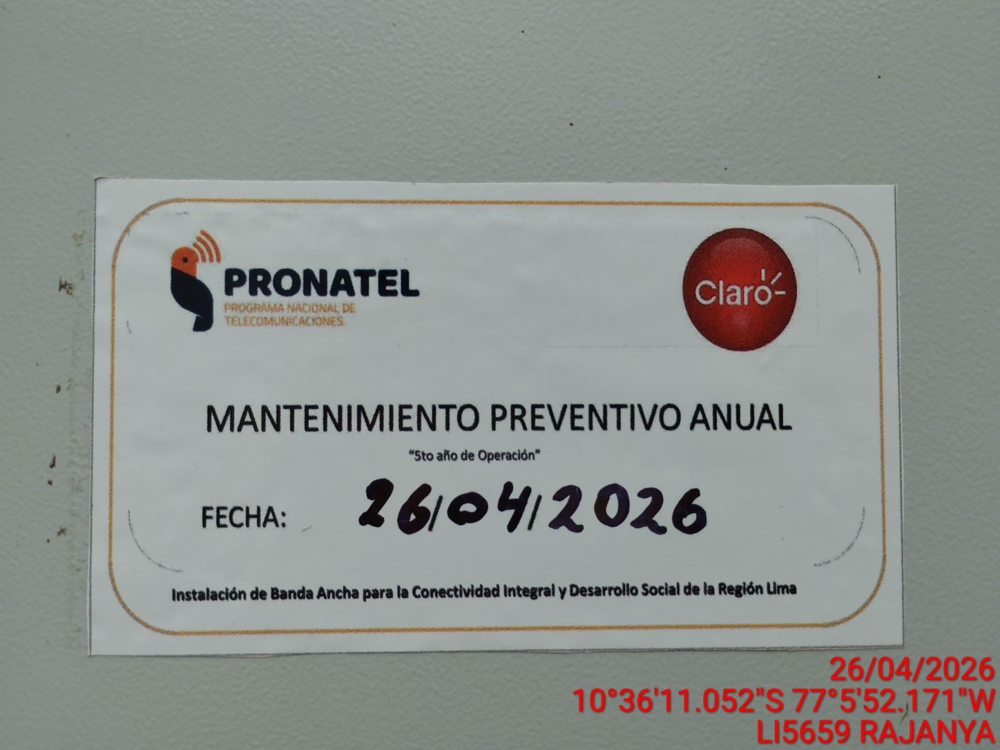 PRONATEL
PROGRAMA NACIONAL DE
TELECOMUNICACIONES
Claro
MANTENIMIENTO PREVENTIVO ANUAL
"5to año de Operación"
FECHA: 26/04/2026
Instalación de Banda Ancha para la Conectividad Integral y Desarrollo Social de la Región Lima
26/04/2026
10°36'11.052"S 77°5'52.171"W
LI5659 RAJANYA